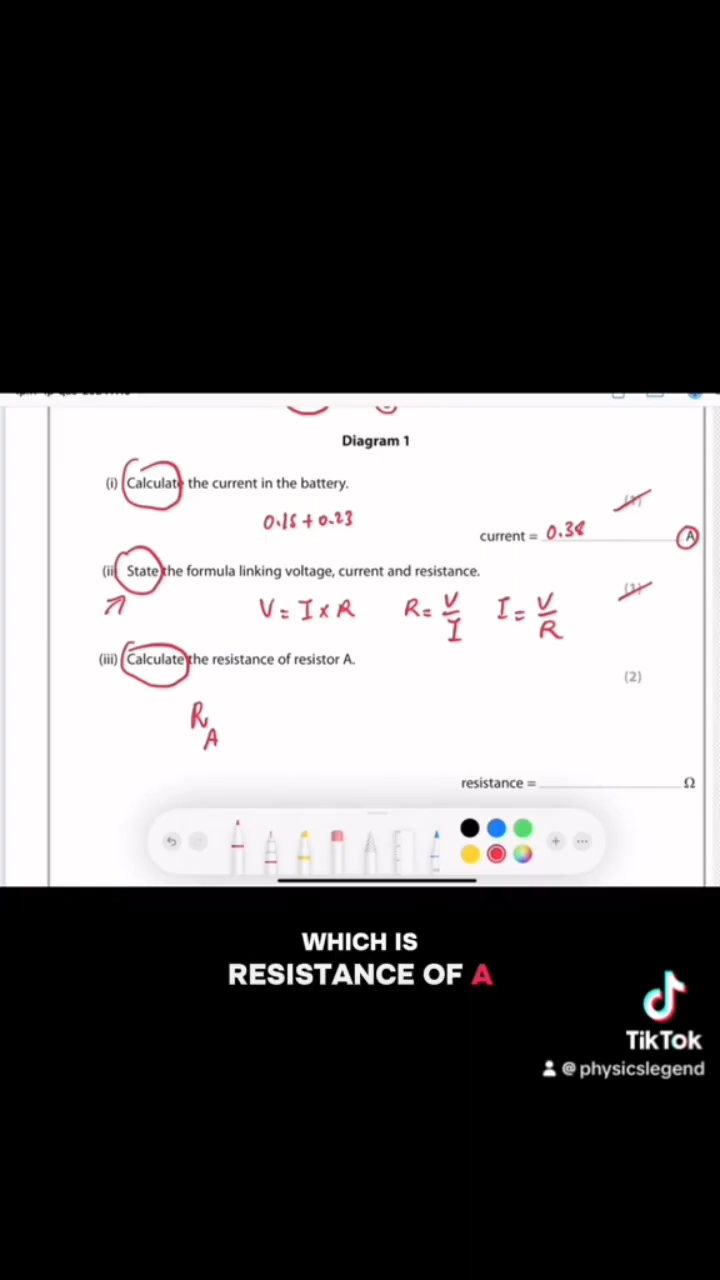 Diagram 1
(i) Calculate the current in the battery.
(1)
0.15 + 0.23
current = 0.38 A
(ii) State the formula linking voltage, current and resistance.
(1)
V = I × R R = V/I I = V/R
(iii) Calculate the resistance of resistor A.
(2)
R A
resistance = Ω
WHICH IS
RESISTANCE OF A
TikTok
@physicslegend